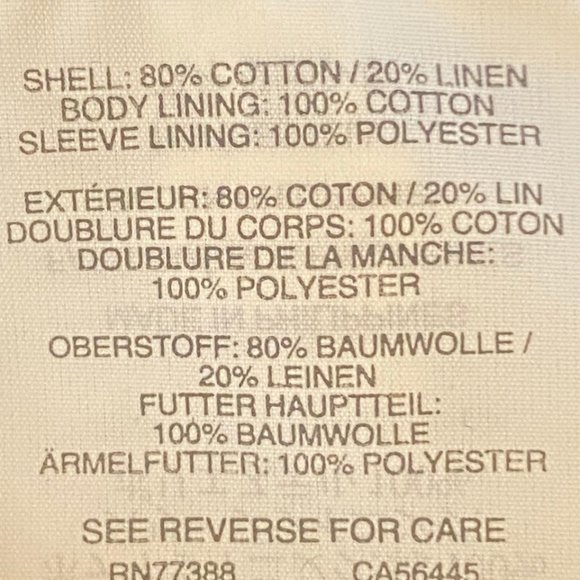 SHELL: 80% COTTON / 20% LINEN
BODY LINING: 100% COTTON
SLEEVE LINING: 100% POLYESTER
EXTÉRIEUR: 80% COTON / 20% LIN
DOUBLURE DU CORPS: 100% COTON
DOUBLURE DE LA MANCHE:
100% POLYESTER
OBERSTOFF: 80% BAUMWOLLE /
20% LEINEN
FUTTER HAUPTTEIL:
100% BAUMWOLLE
ÄRMELFUTTER: 100% POLYESTER
SEE REVERSE FOR CARE
RN77388 CA56445